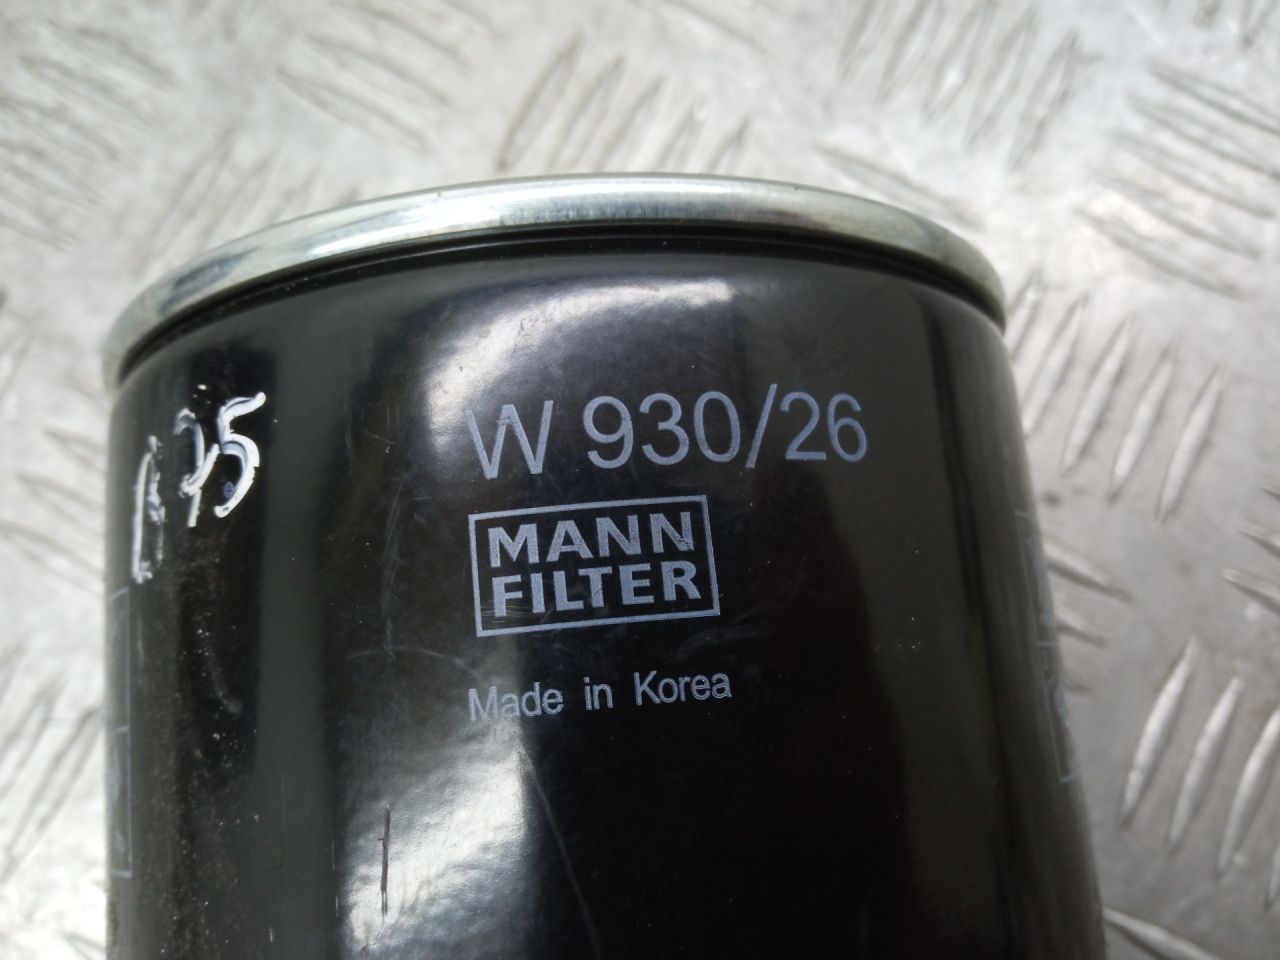 W 930/26
MANN
FILTER
Made in Korea